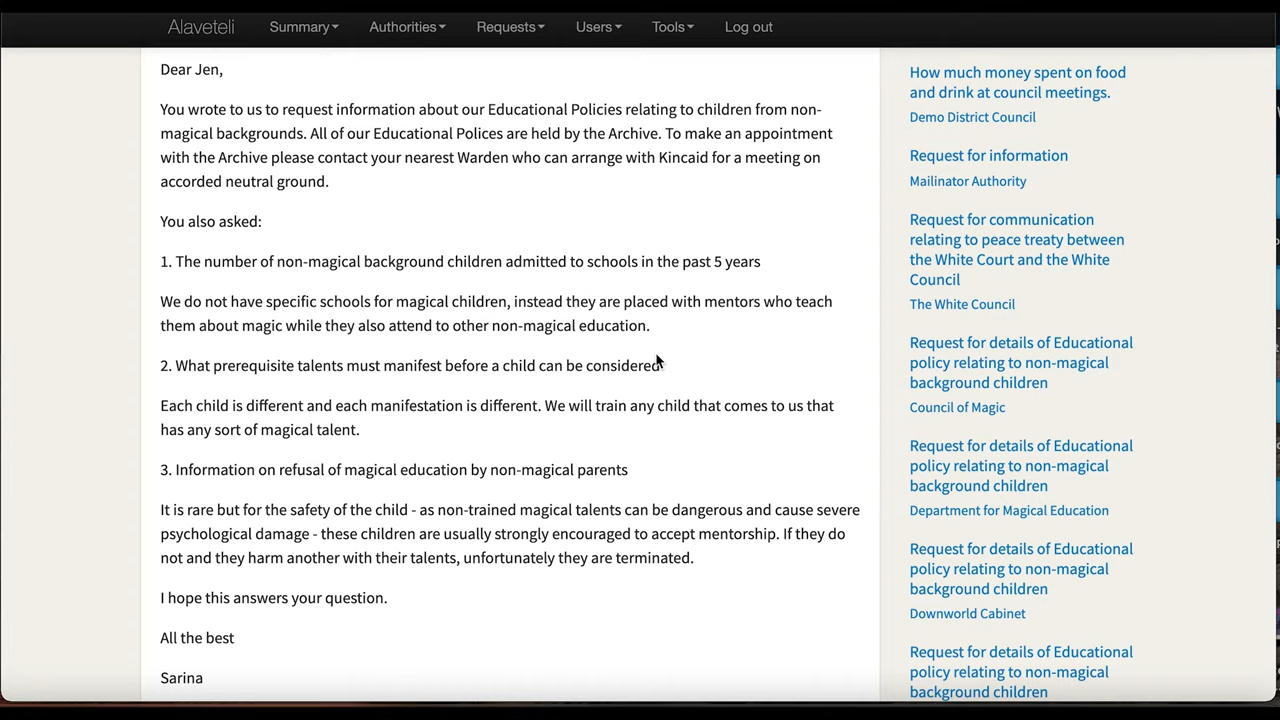 Alaveteli Summary Authorities Requests Users Tools Log out
Dear Jen,
You wrote to us to request information about our Educational Policies relating to children from non-
magical backgrounds. All of our Educational Polices are held by the Archive. To make an appointment
with the Archive please contact your nearest Warden who can arrange with Kincaid for a meeting on
accorded neutral ground.
You also asked:
1. The number of non-magical background children admitted to schools in the past 5 years
We do not have specific schools for magical children, instead they are placed with mentors who teach
them about magic while they also attend to other non-magical education.
2. What prerequisite talents must manifest before a child can be considered
Each child is different and each manifestation is different. We will train any child that comes to us that
has any sort of magical talent.
3. Information on refusal of magical education by non-magical parents
It is rare but for the safety of the child - as non-trained magical talents can be dangerous and cause severe
psychological damage - these children are usually strongly encouraged to accept mentorship. If they do
not and they harm another with their talents, unfortunately they are terminated.
I hope this answers your question.
All the best
Sarina
How much money spent on food
and drink at council meetings.
Demo District Council
Request for information
Mailinator Authority
Request for communication
relating to peace treaty between
the White Court and the White
Council
The White Council
Request for details of Educational
policy relating to non-magical
background children
Council of Magic
Request for details of Educational
policy relating to non-magical
background children
Department for Magical Education
Request for details of Educational
policy relating to non-magical
background children
Downworld Cabinet
Request for details of Educational
policy relating to non-magical
background children